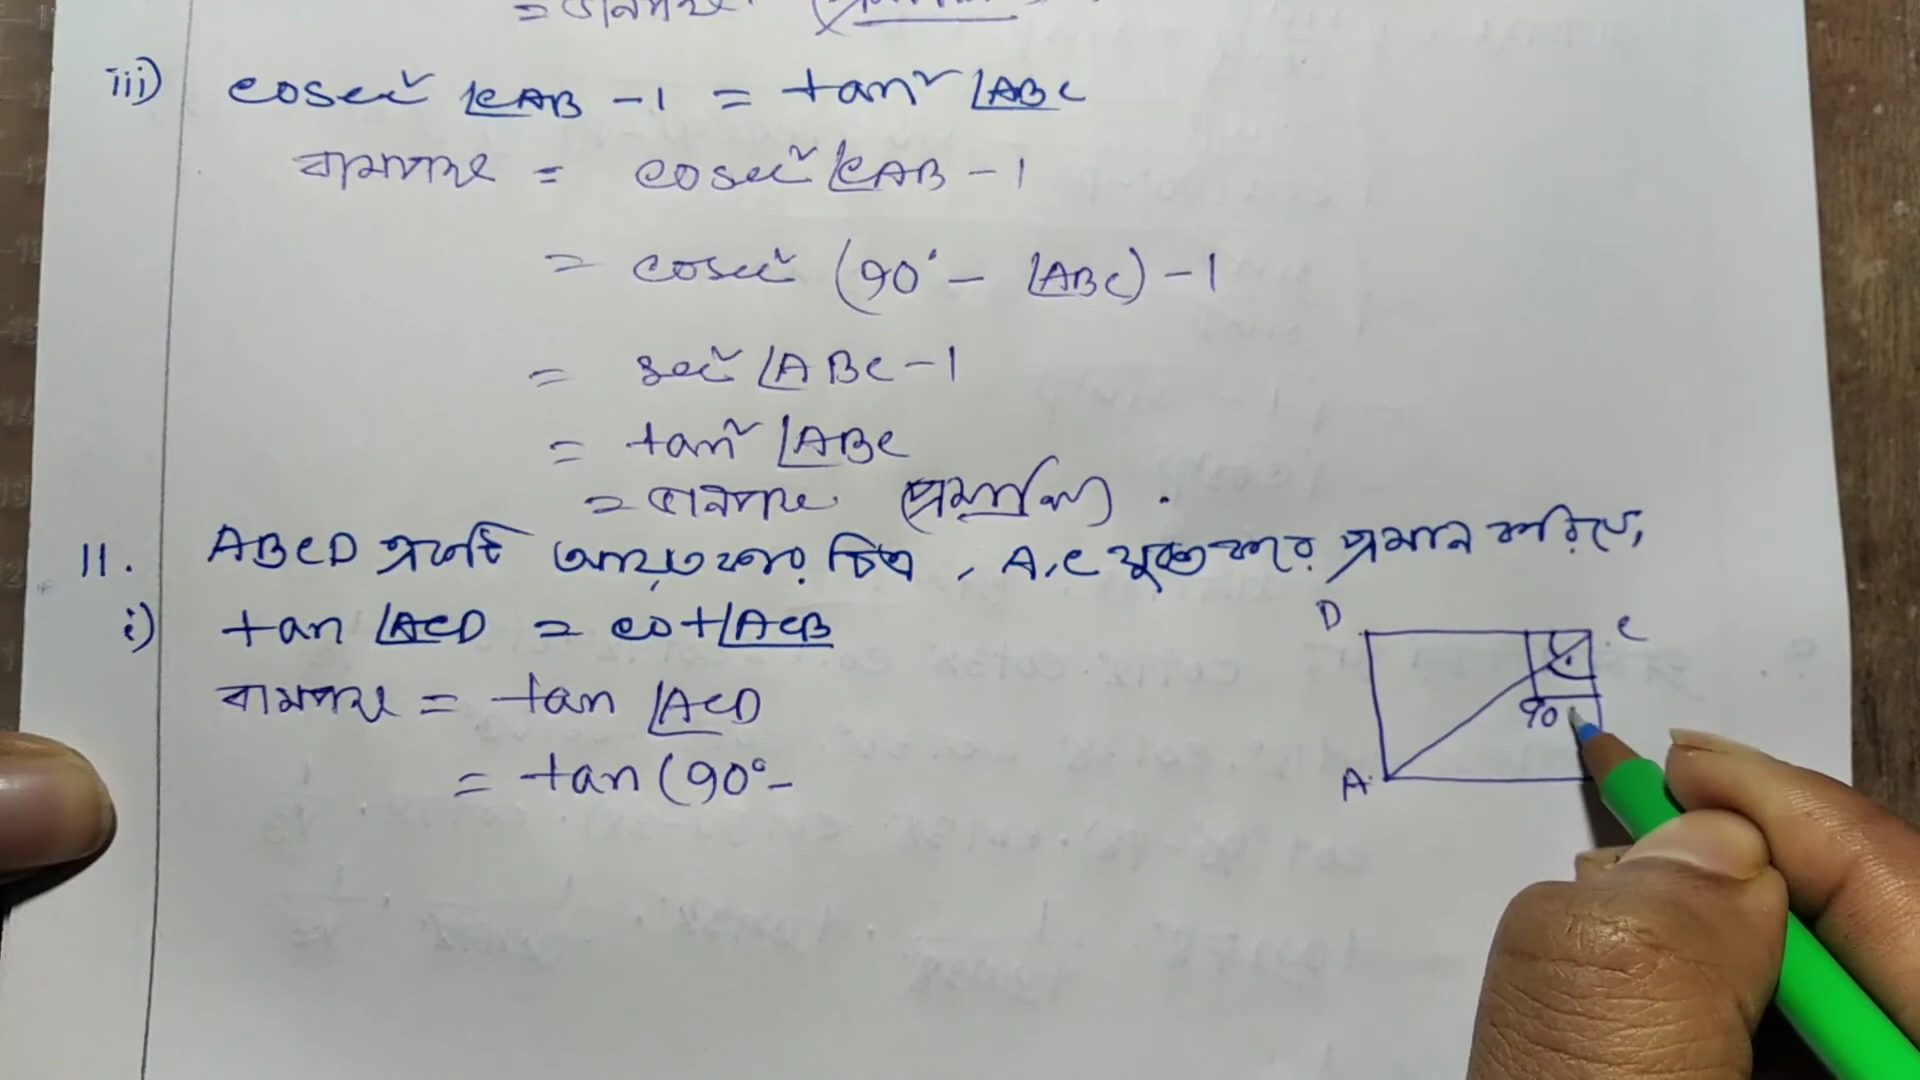 = ডানপক্ষ
iii) cosec² ∠CAB - 1 = tan² ∠ABC
বামপক্ষ = cosec² ∠CAB - 1
= cosec² (90° - ∠ABC) - 1
= sec² ∠ABC - 1
= tan² ∠ABC
= ডানপক্ষ (প্রমাণিত) .
11. ABCD একটি আয়তকার চিত্র , A,C যুক্ত করে প্রমান করি যে,
i) tan ∠ACD = cot ∠ACB
বামপক্ষ = tan ∠ACD
= tan (90° -
D C
90
A